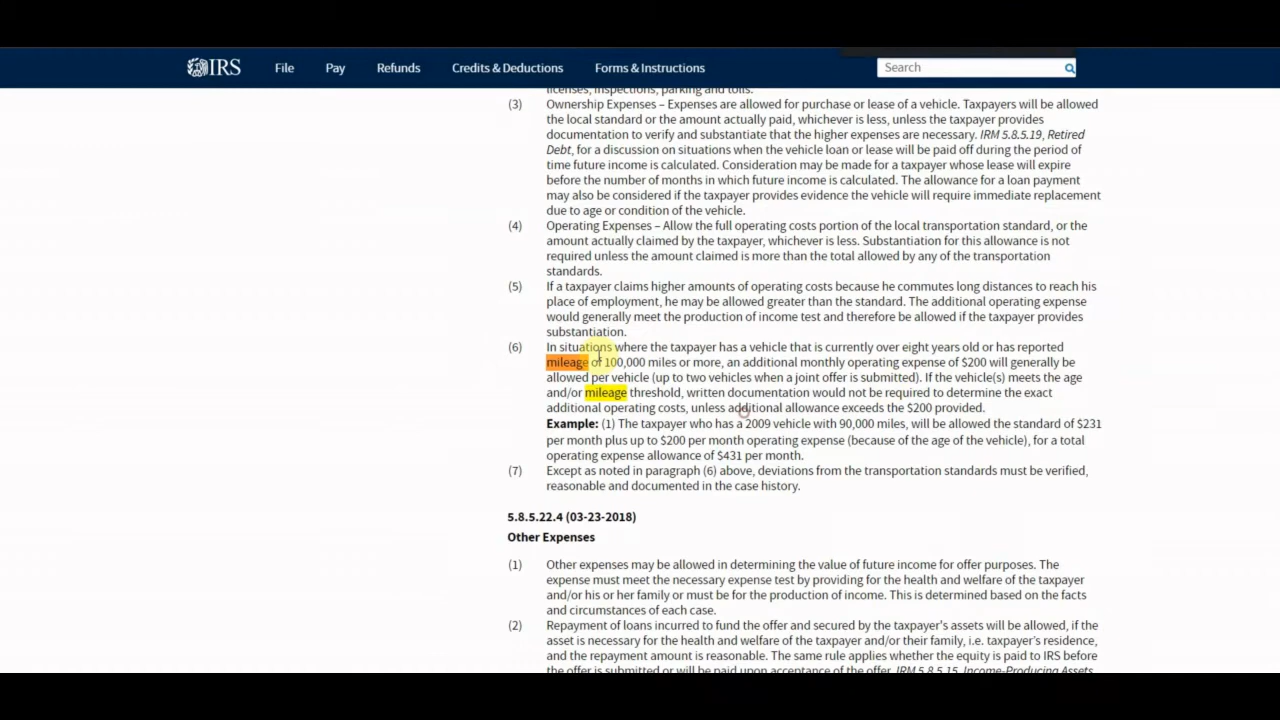 IRS
File
Pay
Refunds
Credits & Deductions
Forms & Instructions
Search
licenses, inspections, parking and tolls.
(3) Ownership Expenses – Expenses are allowed for purchase or lease of a vehicle. Taxpayers will be allowed
the local standard or the amount actually paid, whichever is less, unless the taxpayer provides
documentation to verify and substantiate that the higher expenses are necessary. IRM 5.8.5.19, Retired
Debt, for a discussion on situations when the vehicle loan or lease will be paid off during the period of
time future income is calculated. Consideration may be made for a taxpayer whose lease will expire
before the number of months in which future income is calculated. The allowance for a loan payment
may also be considered if the taxpayer provides evidence the vehicle will require immediate replacement
due to age or condition of the vehicle.
(4) Operating Expenses – Allow the full operating costs portion of the local transportation standard, or the
amount actually claimed by the taxpayer, whichever is less. Substantiation for this allowance is not
required unless the amount claimed is more than the total allowed by any of the transportation
standards.
(5) If a taxpayer claims higher amounts of operating costs because he commutes long distances to reach his
place of employment, he may be allowed greater than the standard. The additional operating expense
would generally meet the production of income test and therefore be allowed if the taxpayer provides
substantiation.
(6) In situations where the taxpayer has a vehicle that is currently over eight years old or has reported
mileage of 100,000 miles or more, an additional monthly operating expense of $200 will generally be
allowed per vehicle (up to two vehicles when a joint offer is submitted). If the vehicle(s) meets the age
and/or mileage threshold, written documentation would not be required to determine the exact
additional operating costs, unless additional allowance exceeds the $200 provided.
Example: (1) The taxpayer who has a 2009 vehicle with 90,000 miles, will be allowed the standard of $231
per month plus up to $200 per month operating expense (because of the age of the vehicle), for a total
operating expense allowance of $431 per month.
(7) Except as noted in paragraph (6) above, deviations from the transportation standards must be verified,
reasonable and documented in the case history.
5.8.5.22.4 (03-23-2018)
Other Expenses
(1) Other expenses may be allowed in determining the value of future income for offer purposes. The
expense must meet the necessary expense test by providing for the health and welfare of the taxpayer
and/or his or her family or must be for the production of income. This is determined based on the facts
and circumstances of each case.
(2) Repayment of loans incurred to fund the offer and secured by the taxpayer's assets will be allowed, if the
asset is necessary for the health and welfare of the taxpayer and/or their family, i.e. taxpayer's residence,
and the repayment amount is reasonable. The same rule applies whether the equity is paid to IRS before
the offer is submitted or will be paid upon acceptance of the offer. IRM 5.8.5.15, Income-Producing Assets